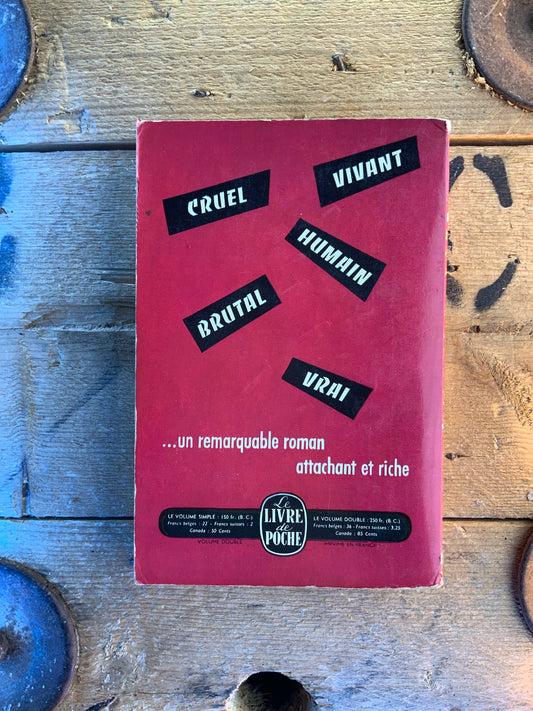 CRUEL
VIVANT
HUMAIN
BRUTAL
VRAI
...un remarquable roman
attachant et riche
LE VOLUME SIMPLE : 150 fr. (B. C.)
Francs belges : 22 - Francs suisses : 2
Canada : 50 Cents
VOLUME DOUBLE
Le
LIVRE
de
POCHE
LE VOLUME DOUBLE : 250 fr. (B. C.)
Francs belges : 36 - Francs suisses : 3,25
Canada : 85 Cents
IMPRIMÉ EN FRANCE